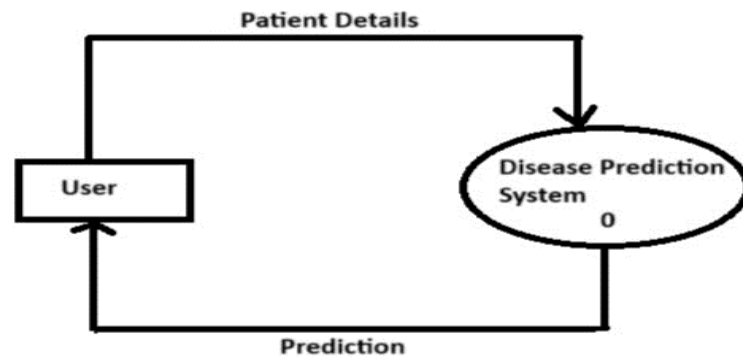 Patient Details
User
Disease Prediction
System
0
Prediction